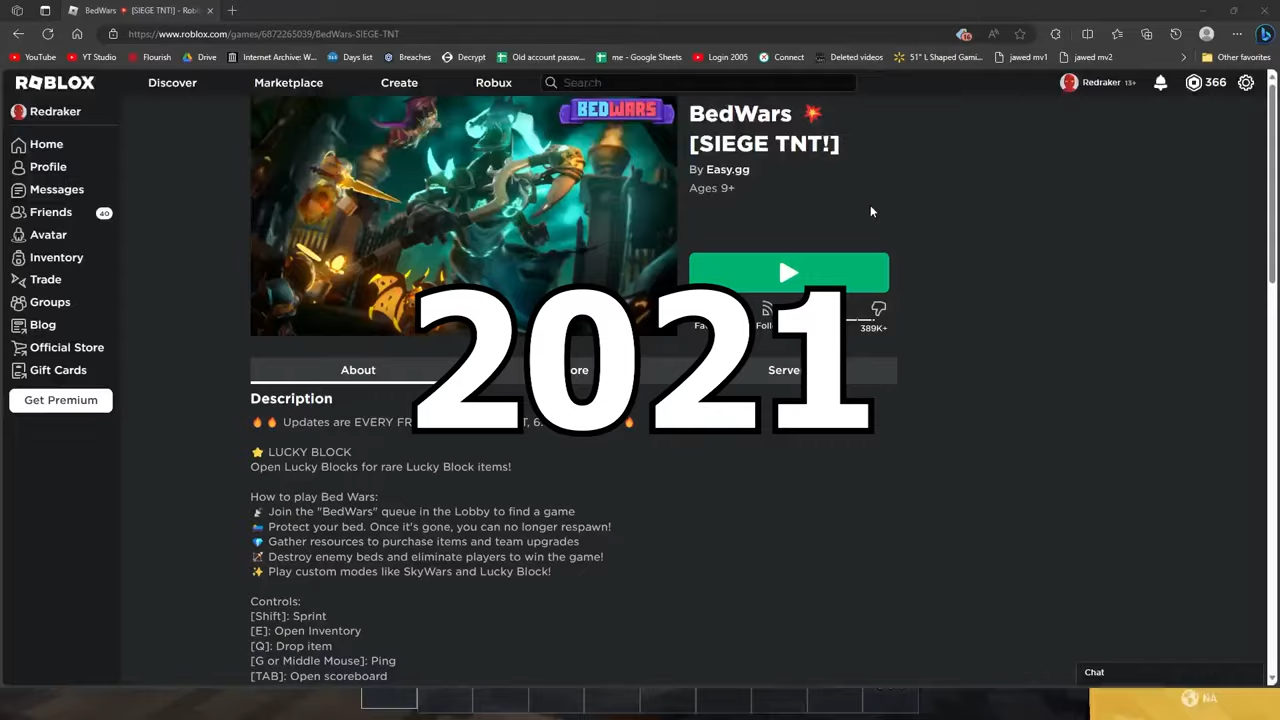 BedWars [SIEGE TNT!] - Rob
https://www.roblox.com/games/6872265039/BedWars-SIEGE-TNT
YouTube
YT Studio
Flourish
Drive
Internet Archive: W...
Days list
Breaches
Decrypt
Old account passw...
me - Google Sheets
Login 2005
Connect
Deleted videos
51" L Shaped Gami...
jawed mv1
jawed mv2
Other favorites
ROBLOX
Discover
Marketplace
Create
Robux
Search
Redraker 13+
366
Redraker
Home
Profile
Messages
Friends 40
Avatar
Inventory
Trade
Groups
Blog
Official Store
Gift Cards
Get Premium
BEDWARS
BedWars
[SIEGE TNT!]
By Easy.gg
Ages 9+
389K+
2021
About
Description
Updates are EVERY FR
LUCKY BLOCK
Open Lucky Blocks for rare Lucky Block items!
How to play Bed Wars:
Join the "BedWars" queue in the Lobby to find a game
Protect your bed. Once it's gone, you can no longer respawn!
Gather resources to purchase items and team upgrades
Destroy enemy beds and eliminate players to win the game!
Play custom modes like SkyWars and Lucky Block!
Controls:
[Shift]: Sprint
[E]: Open Inventory
[Q]: Drop item
[G or Middle Mouse]: Ping
[TAB]: Open scoreboard
Chat
NA